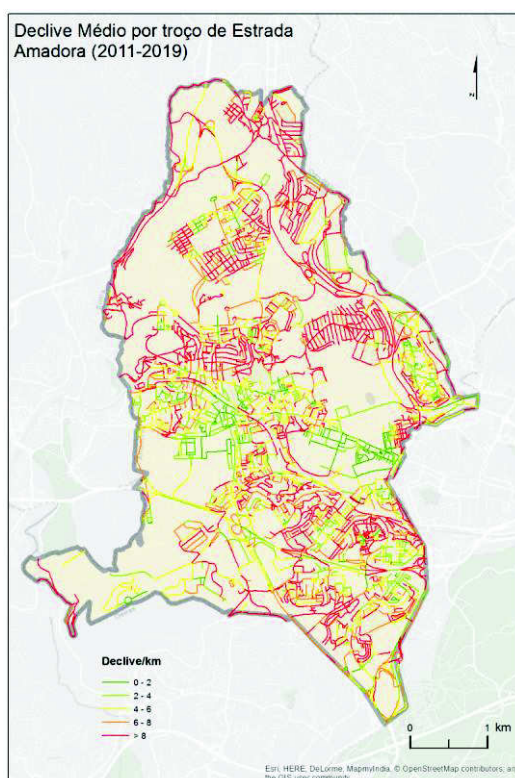 Declive Médio por troço de Estrada
Amadora (2011-2019)
z
Declive/km
0 - 2
2 - 4
4 - 6
6 - 8
> 8
0 1 km
Esri, HERE, DeLorme, MapmyIndia, © OpenStreetMap contributors, and
the GIS user community